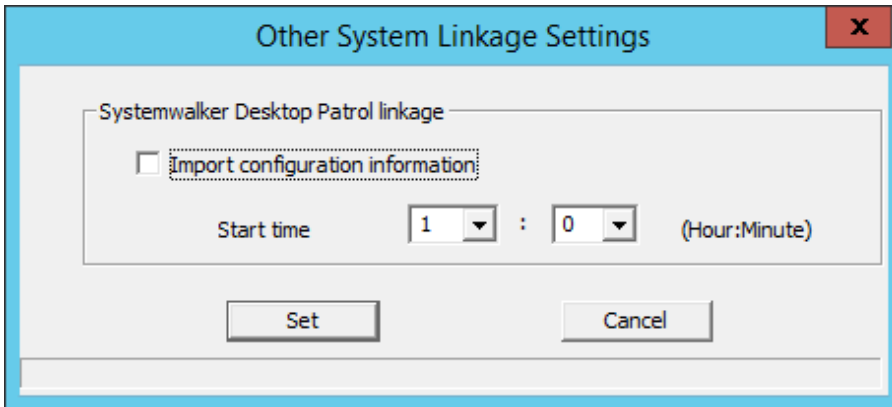 Other System Linkage Settings
x
Systemwalker Desktop Patrol linkage
Import configuration information
Start time 1 : 0 (Hour:Minute)
Set Cancel